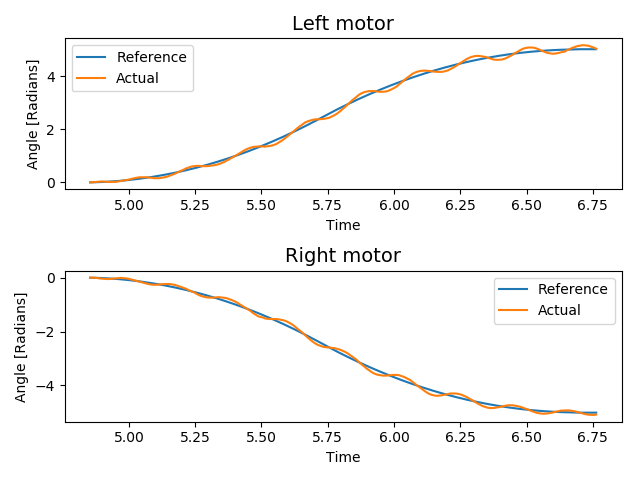 Left motor
Reference
Actual
Angle [Radians]
4
2
0
5.00 5.25 5.50 5.75 6.00 6.25 6.50 6.75
Time
Right motor
Reference
Actual
Angle [Radians]
0
−2
−4
5.00 5.25 5.50 5.75 6.00 6.25 6.50 6.75
Time